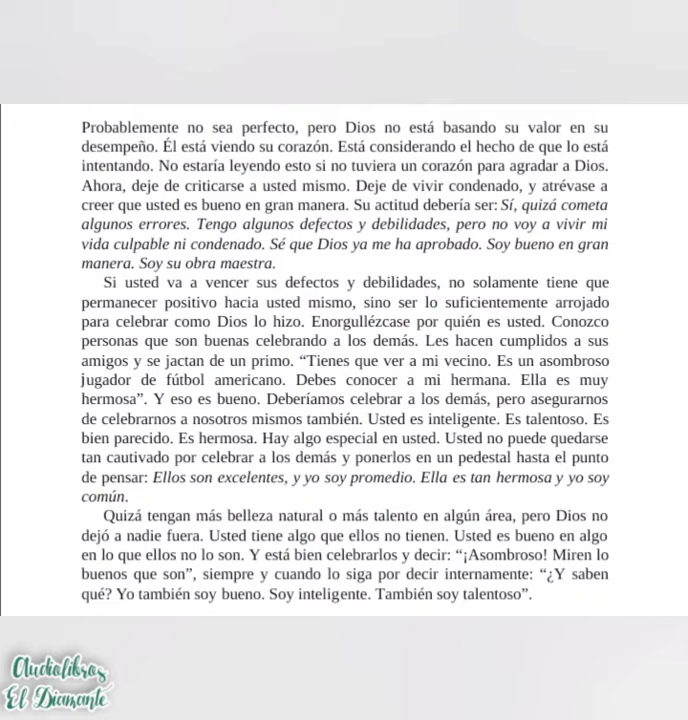 Probablemente no sea perfecto, pero Dios no está basando su valor en su
desempeño. Él está viendo su corazón. Está considerando el hecho de que lo está
intentando. No estaría leyendo esto si no tuviera un corazón para agradar a Dios.
Ahora, deje de criticarse a usted mismo. Deje de vivir condenado, y atrévase a
creer que usted es bueno en gran manera. Su actitud debería ser: Sí, quizá cometa
algunos errores. Tengo algunos defectos y debilidades, pero no voy a vivir mi
vida culpable ni condenado. Sé que Dios ya me ha aprobado. Soy bueno en gran
manera. Soy su obra maestra.
Si usted va a vencer sus defectos y debilidades, no solamente tiene que
permanecer positivo hacia usted mismo, sino ser lo suficientemente arrojado
para celebrar como Dios lo hizo. Enorgullézcase por quién es usted. Conozco
personas que son buenas celebrando a los demás. Les hacen cumplidos a sus
amigos y se jactan de un primo. “Tienes que ver a mi vecino. Es un asombroso
jugador de fútbol americano. Debes conocer a mi hermana. Ella es muy
hermosa”. Y eso es bueno. Deberíamos celebrar a los demás, pero asegurarnos
de celebrarnos a nosotros mismos también. Usted es inteligente. Es talentoso. Es
bien parecido. Es hermosa. Hay algo especial en usted. Usted no puede quedarse
tan cautivado por celebrar a los demás y ponerlos en un pedestal hasta el punto
de pensar: Ellos son excelentes, y yo soy promedio. Ella es tan hermosa y yo soy
común.
Quizá tengan más belleza natural o más talento en algún área, pero Dios no
dejó a nadie fuera. Usted tiene algo que ellos no tienen. Usted es bueno en algo
en lo que ellos no lo son. Y está bien celebrarlos y decir: “¡Asombroso! Miren lo
buenos que son”, siempre y cuando lo siga por decir internamente: “¿Y saben
qué? Yo también soy bueno. Soy inteligente. También soy talentoso”.
Audiolibros
El Diamante